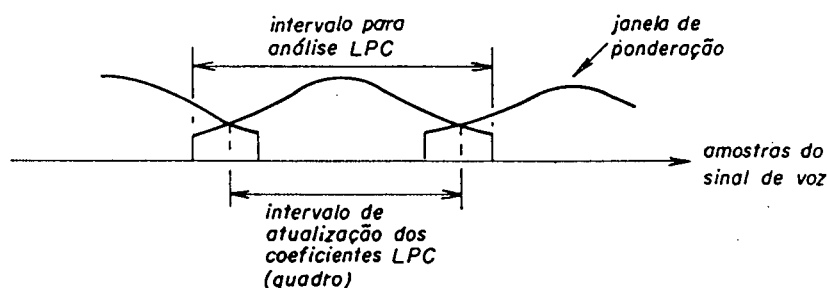 intervalo para
análise LPC
janela de
ponderação
amostras do
sinal de voz
intervalo de
atualização dos
coeficientes LPC
(quadro)